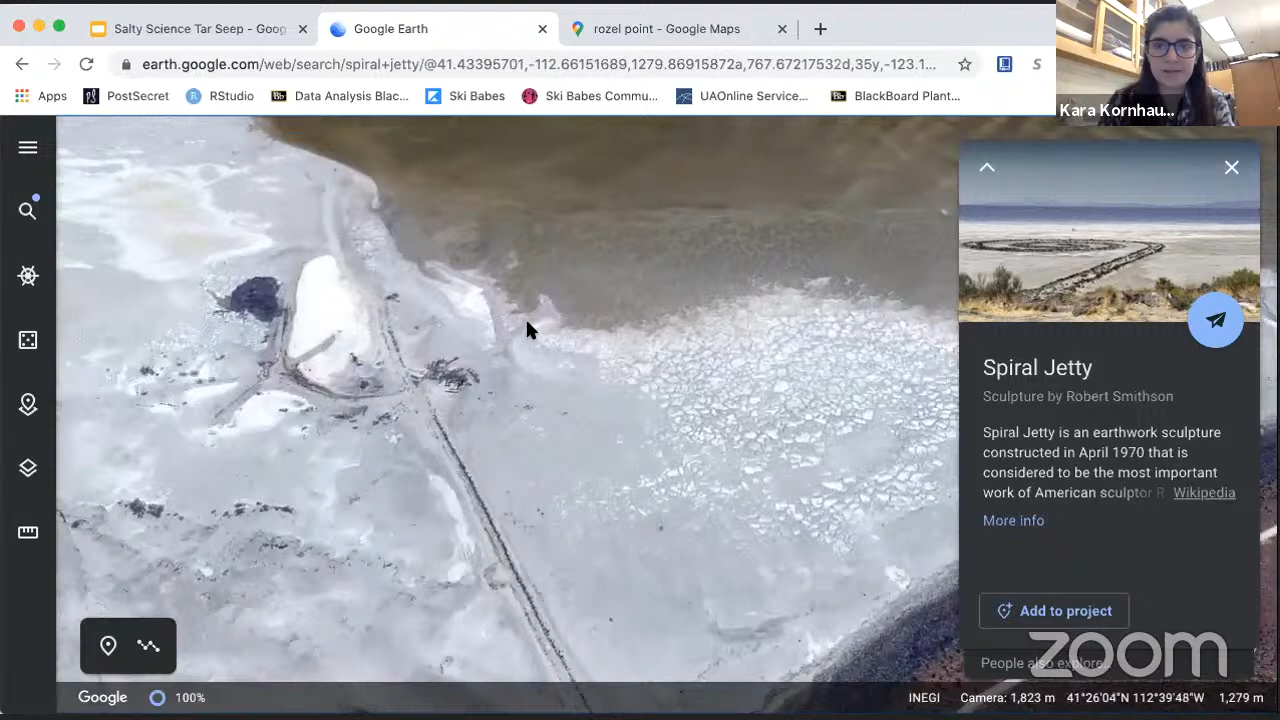 Salty Science Tar Seep - Goog
Google Earth
rozel point - Google Maps
earth.google.com/web/search/spiral+jetty/@41.43395701,-112.66151689,1279.86915872a,767.67217532d,35y,-123.1...
S
Apps
PostSecret
R
RStudio
Bb
Data Analysis Blac...
Ski Babes
Ski Babes Commu...
UAOnline Service...
Bb
BlackBoard Plant...
Kara Kornhau...
Spiral Jetty
Sculpture by Robert Smithson
Spiral Jetty is an earthwork sculpture
constructed in April 1970 that is
considered to be the most important
work of American sculptor R Wikipedia
More info
Add to project
People also explore...
zoom
Google
100%
INEGI
Camera: 1,823 m 41°26'04"N 112°39'48"W 1,279 m